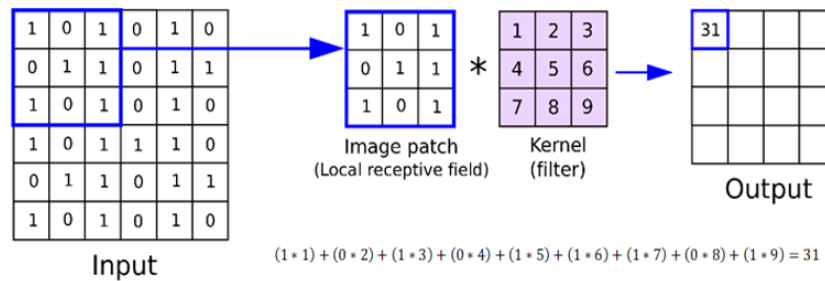 1 0 1 0 1 0
0 1 1 0 1 1
1 0 1 0 1 0
1 0 1 1 1 0
0 1 1 0 1 1
1 0 1 0 1 0
Input
1 0 1
0 1 1
1 0 1
Image patch
(Local receptive field)
*
1 2 3
4 5 6
7 8 9
Kernel
(filter)
31
Output
(1 * 1) + (0 * 2) + (1 * 3) + (0 * 4) + (1 * 5) + (1 * 6) + (1 * 7) + (0 * 8) + (1 * 9) = 31